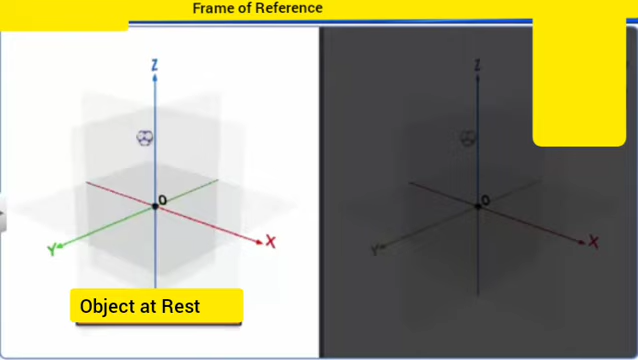 Frame of Reference
Z
Z
O
O
Y
X
Y
X
Object at Rest